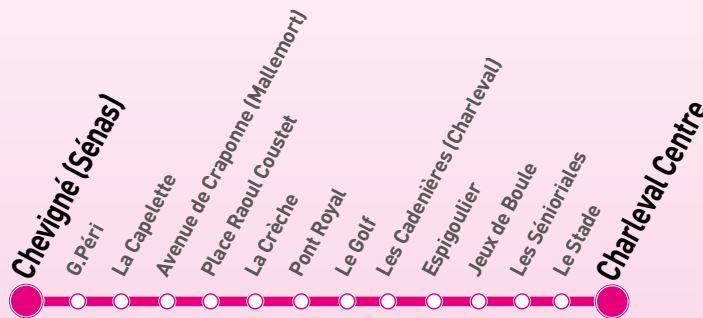 Chevigné (Sénas)
G.Péri
La Capelette
Avenue de Craponne (Mallemort)
Place Raoul Coustet
La Crèche
Pont Royal
Le Golf
Les Cadenières (Charleval)
Espigoulier
Jeux de Boule
Les Sénioriales
Le Stade
Charleval Centre